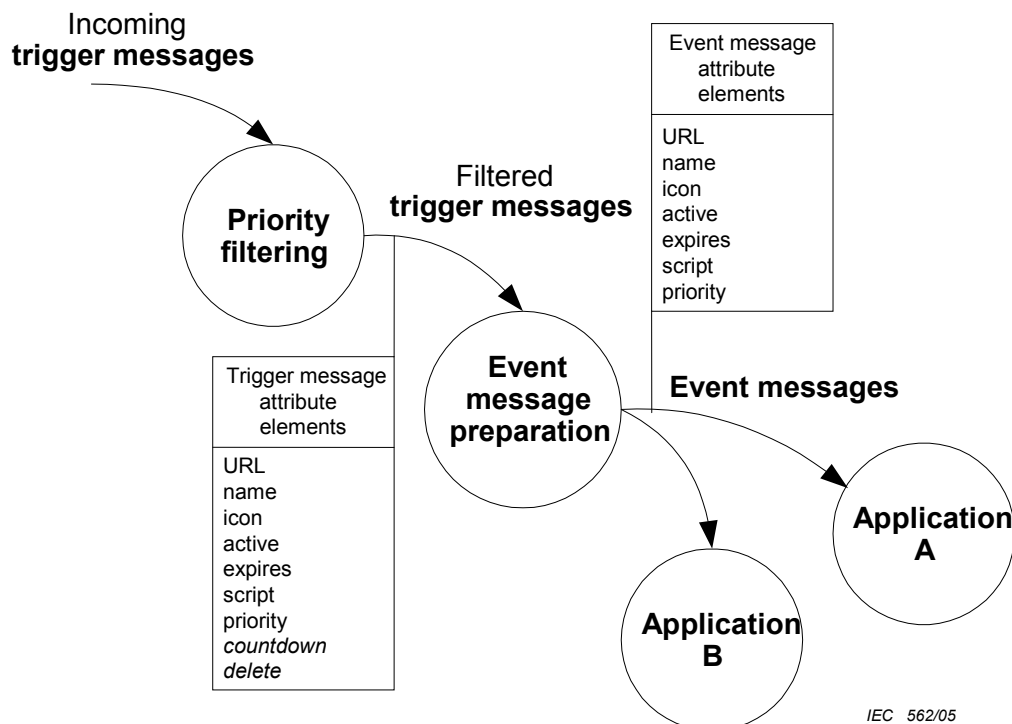 Incoming
trigger messages
Event message
attribute
elements
URL
name
icon
active
expires
script
priority
Priority
filtering
Filtered
trigger messages
Trigger message
attribute
elements
URL
name
icon
active
expires
script
priority
countdown
delete
Event
message
preparation
Event messages
Application
A
Application
B
IEC 562/05